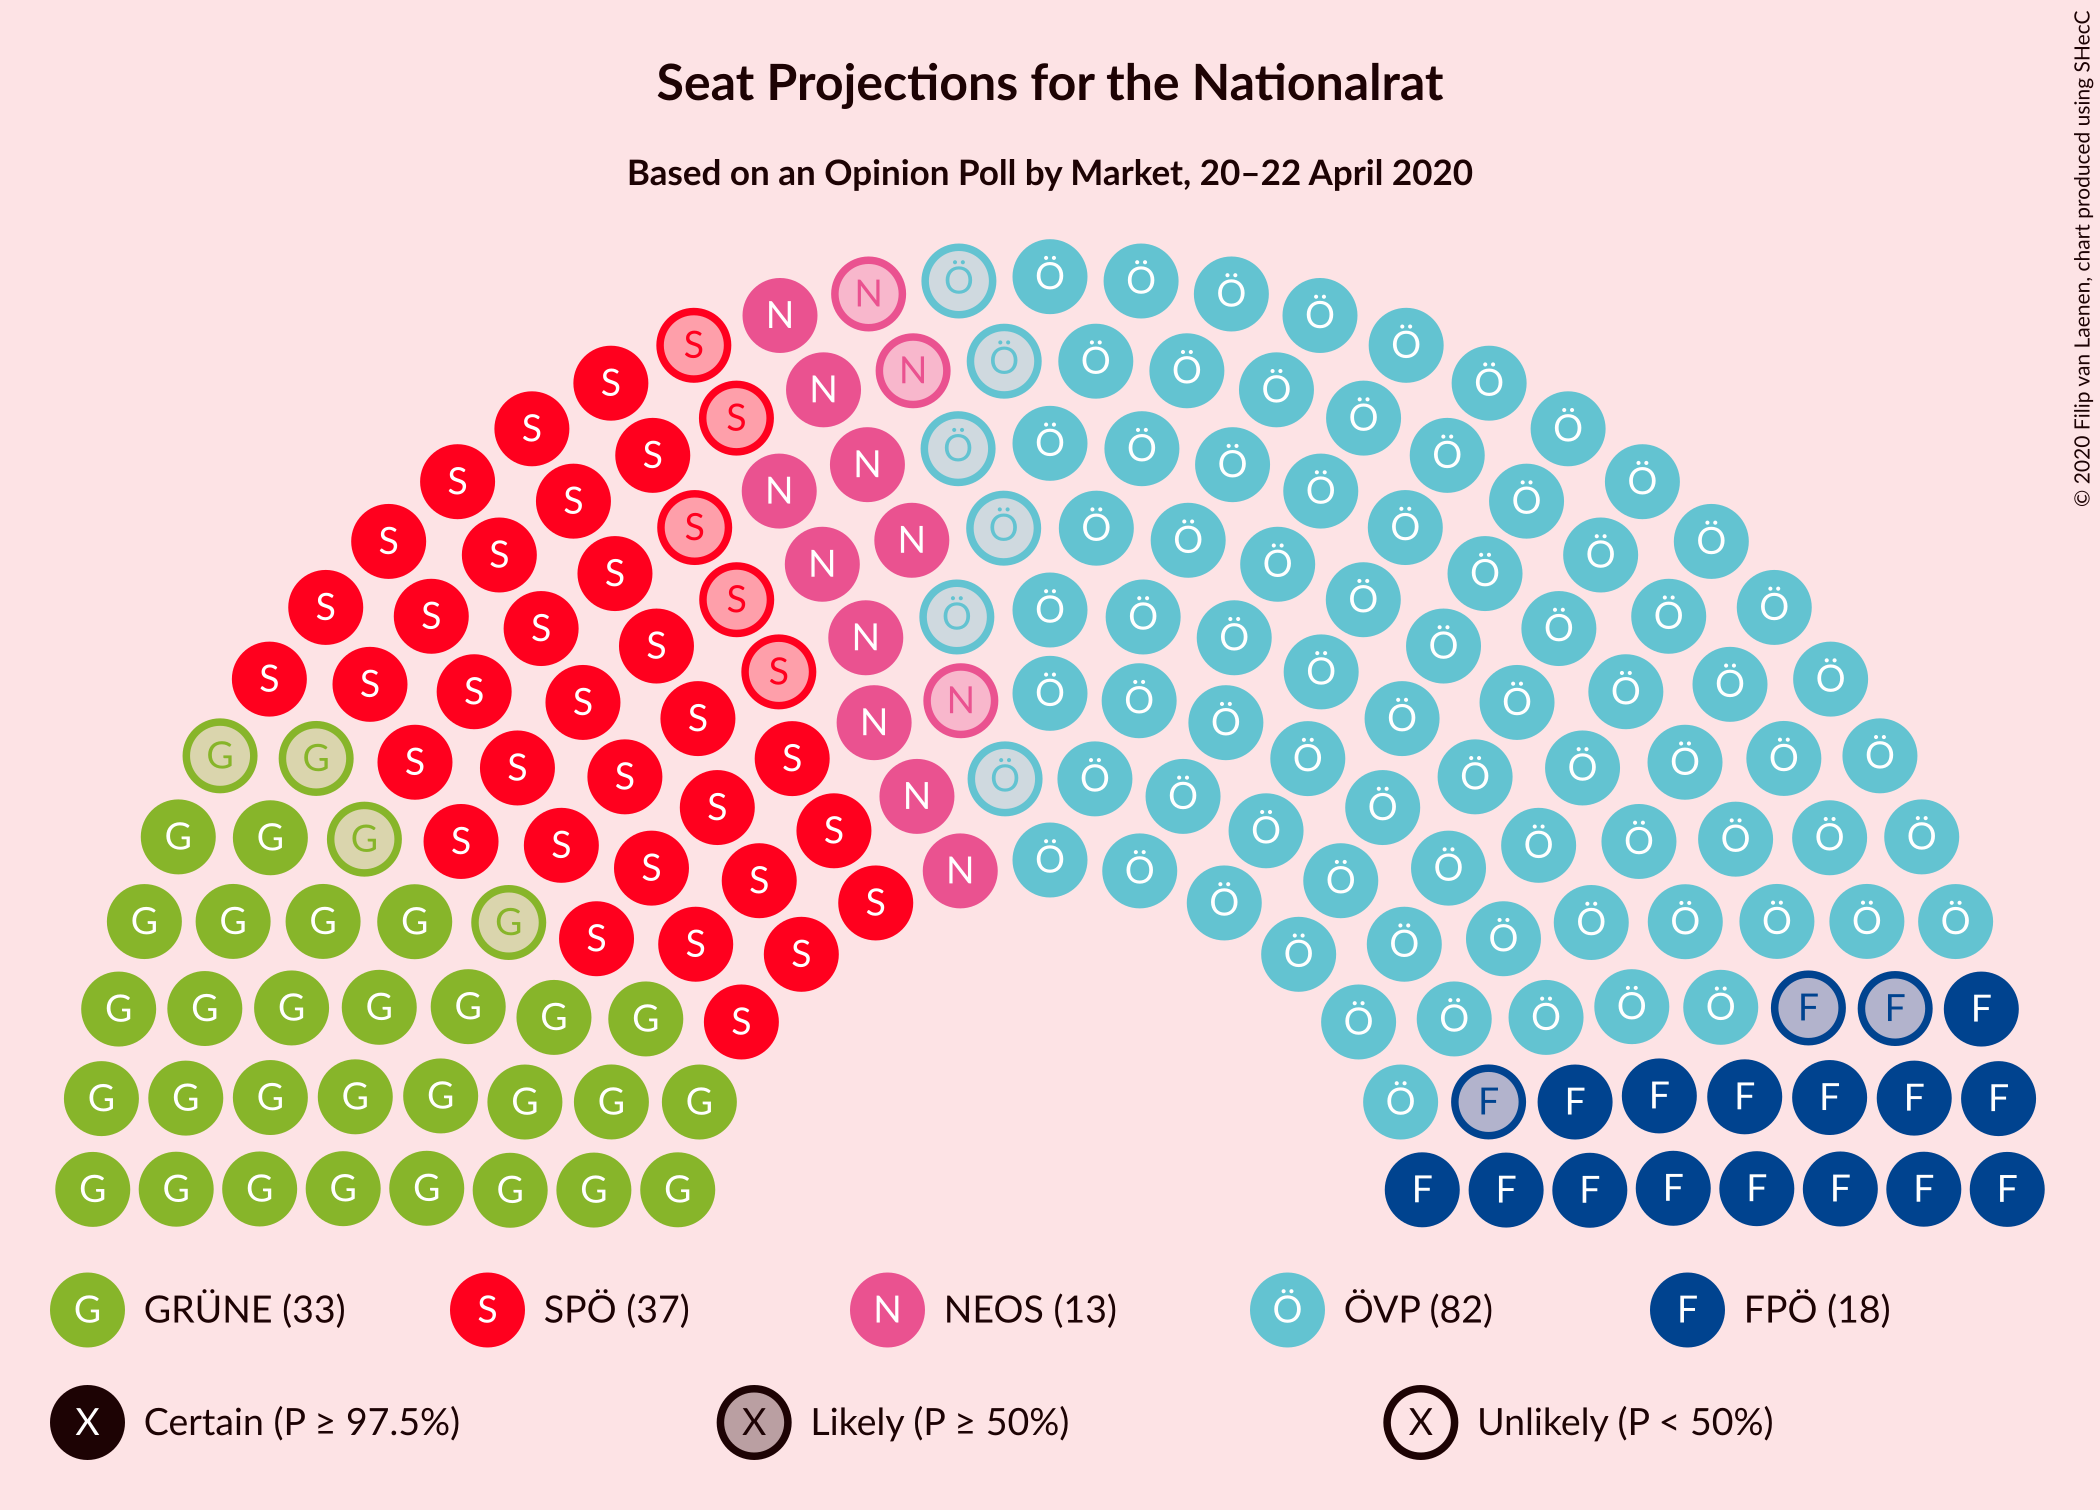 Seat Projections for the Nationalrat
Based on an Opinion Poll by Market, 20–22 April 2020
© 2020 Filip van Laenen, chart produced using SHecC
G GRÜNE (33) S SPÖ (37) N NEOS (13) Ö ÖVP (82) F FPÖ (18)
X Certain (P ≥ 97.5%) X Likely (P ≥ 50%) X Unlikely (P < 50%)